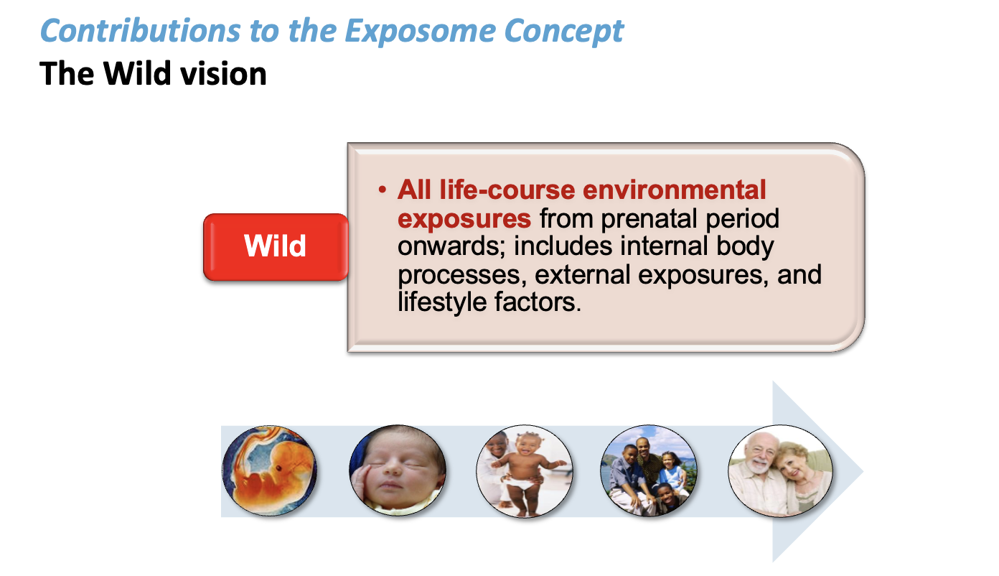 Contributions to the Exposome Concept
The Wild vision
Wild
• All life-course environmental
exposures from prenatal period
onwards; includes internal body
processes, external exposures, and
lifestyle factors.